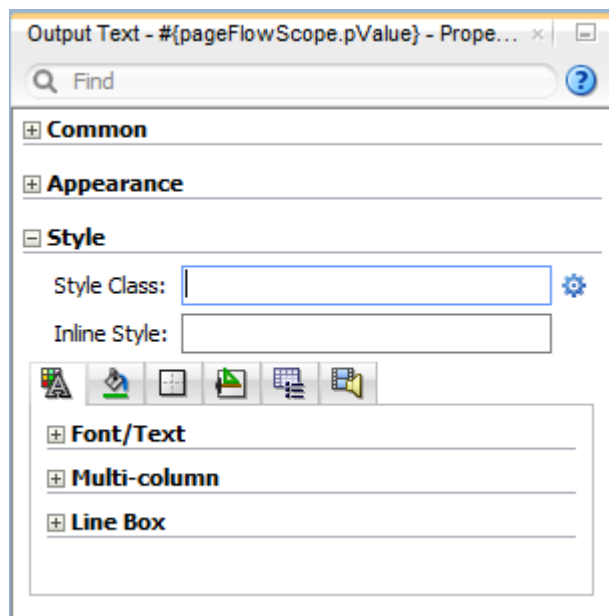 Output Text - #{pageFlowScope.pValue} - Prope...
Find
Common
Appearance
Style
Style Class:
Inline Style:
Font/Text
Multi-column
Line Box